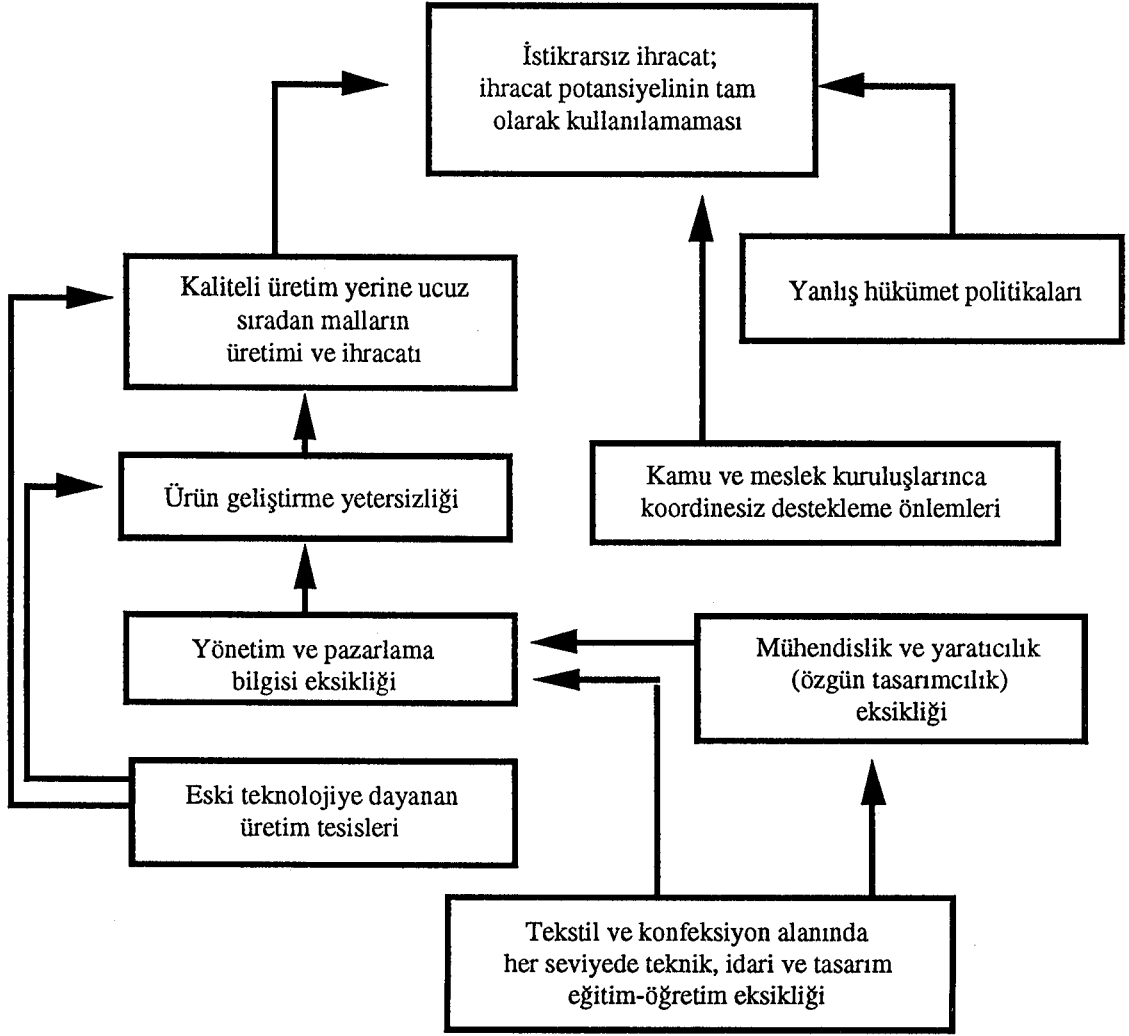 İstikrarsız ihracat;
ihracat potansiyelinin tam
olarak kullanılamaması
Yanlış hükümet politikaları
Kaliteli üretim yerine ucuz
sıradan malların
üretimi ve ihracatı
Kamu ve meslek kuruluşlarınca
koordinesiz destekleme önlemleri
Ürün geliştirme yetersizliği
Yönetim ve pazarlama
bilgisi eksikliği
Mühendislik ve yaratıcılık
(özgün tasarımcılık)
eksikliği
Eski teknolojiye dayanan
üretim tesisleri
Tekstil ve konfeksiyon alanında
her seviyede teknik, idari ve tasarım
eğitim-öğretim eksikliği